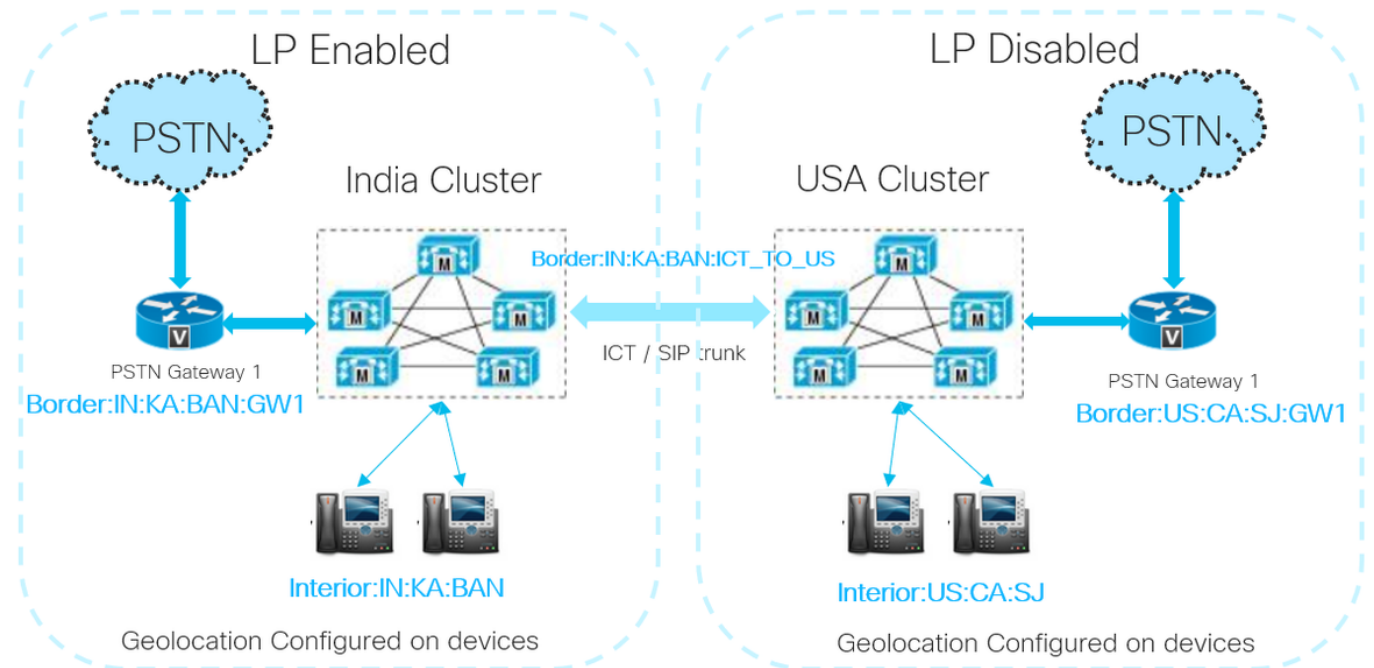 LP Enabled
PSTN
India Cluster
M
M
M
M
M
V
PSTN Gateway 1
Border:IN:KA:BAN:GW1
Interior:IN:KA:BAN
Geolocation Configured on devices
Border:IN:KA:BAN:ICT_TO_US
ICT / SIP trunk
LP Disabled
PSTN
USA Cluster
M
M
M
M
M
V
PSTN Gateway 1
Border:US:CA:SJ:GW1
Interior:US:CA:SJ
Geolocation Configured on devices